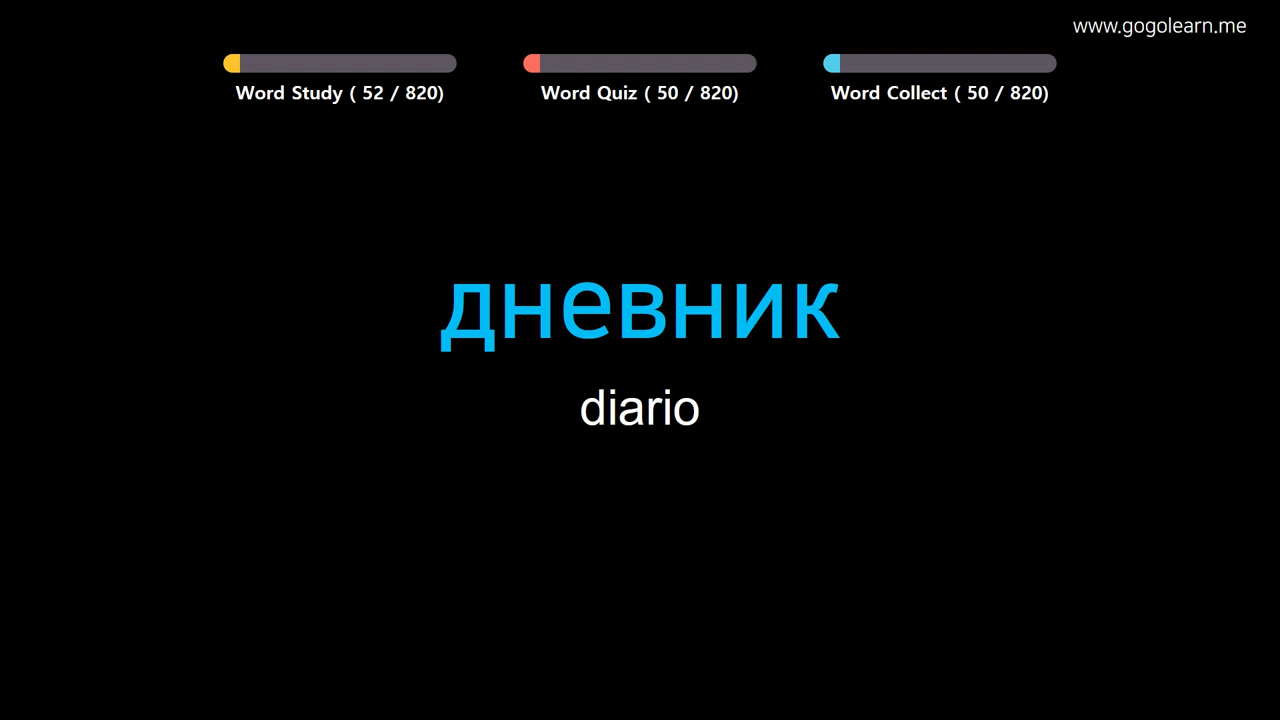 www.gogolearn.me
Word Study ( 52 / 820)
Word Quiz ( 50 / 820)
Word Collect ( 50 / 820)
дневник
diario